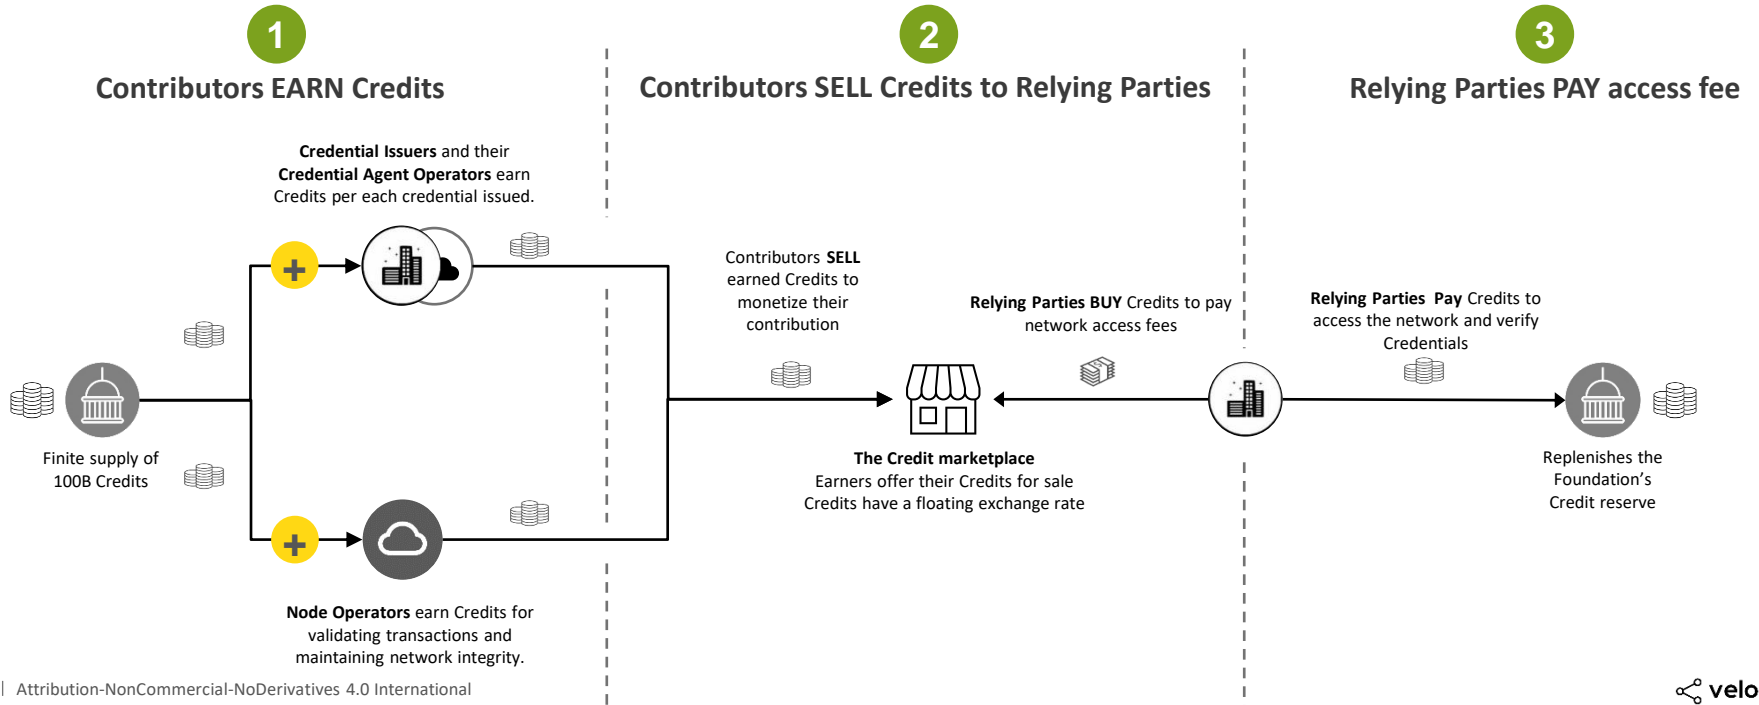 1
Contributors EARN Credits
Credential Issuers and their
Credential Agent Operators earn
Credits per each credential issued.
+
Finite supply of
100B Credits
+
Node Operators earn Credits for
validating transactions and
maintaining network integrity.
2
Contributors SELL Credits to Relying Parties
Contributors SELL
earned Credits to
monetize their
contribution
Relying Parties BUY Credits to pay
network access fees
The Credit marketplace
Earners offer their Credits for sale
Credits have a floating exchange rate
3
Relying Parties PAY access fee
Relying Parties Pay Credits to
access the network and verify
Credentials
Replenishes the
Foundation's
Credit reserve
| Attribution-NonCommercial-NoDerivatives 4.0 International
velo